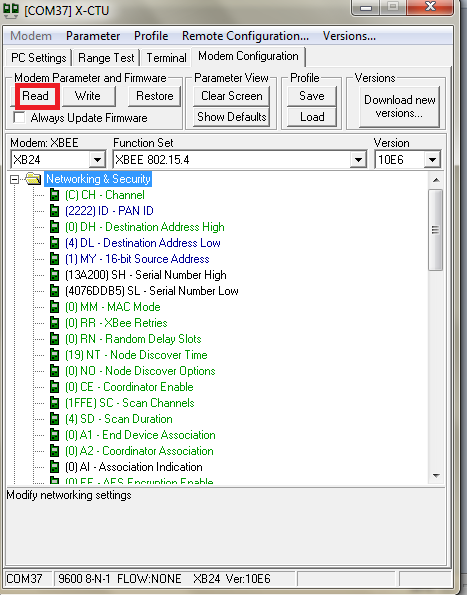 [COM37] X-CTU
Modem Parameter Profile Remote Configuration... Versions...
PC Settings Range Test Terminal Modem Configuration
Modem Parameter and Firmware Parameter View Profile Versions
Read Write Restore Clear Screen Save Download new versions...
Always Update Firmware Show Defaults Load
Modem: XBEE Function Set Version
XB24 XBEE 802.15.4 10E6
Networking & Security
(C) CH - Channel
(2222) ID - PAN ID
(0) DH - Destination Address High
(4) DL - Destination Address Low
(1) MY - 16-bit Source Address
(13A200) SH - Serial Number High
(4076DDB5) SL - Serial Number Low
(0) MM - MAC Mode
(0) RR - XBee Retries
(0) RN - Random Delay Slots
(19) NT - Node Discover Time
(0) NO - Node Discover Options
(0) CE - Coordinator Enable
(1FFE) SC - Scan Channels
(4) SD - Scan Duration
(0) A1 - End Device Association
(0) A2 - Coordinator Association
(0) AI - Association Indication
(0) EE - AES Encryption Enable
Modify networking settings
COM37 9600 8-N-1 FLOW:NONE XB24 Ver:10E6